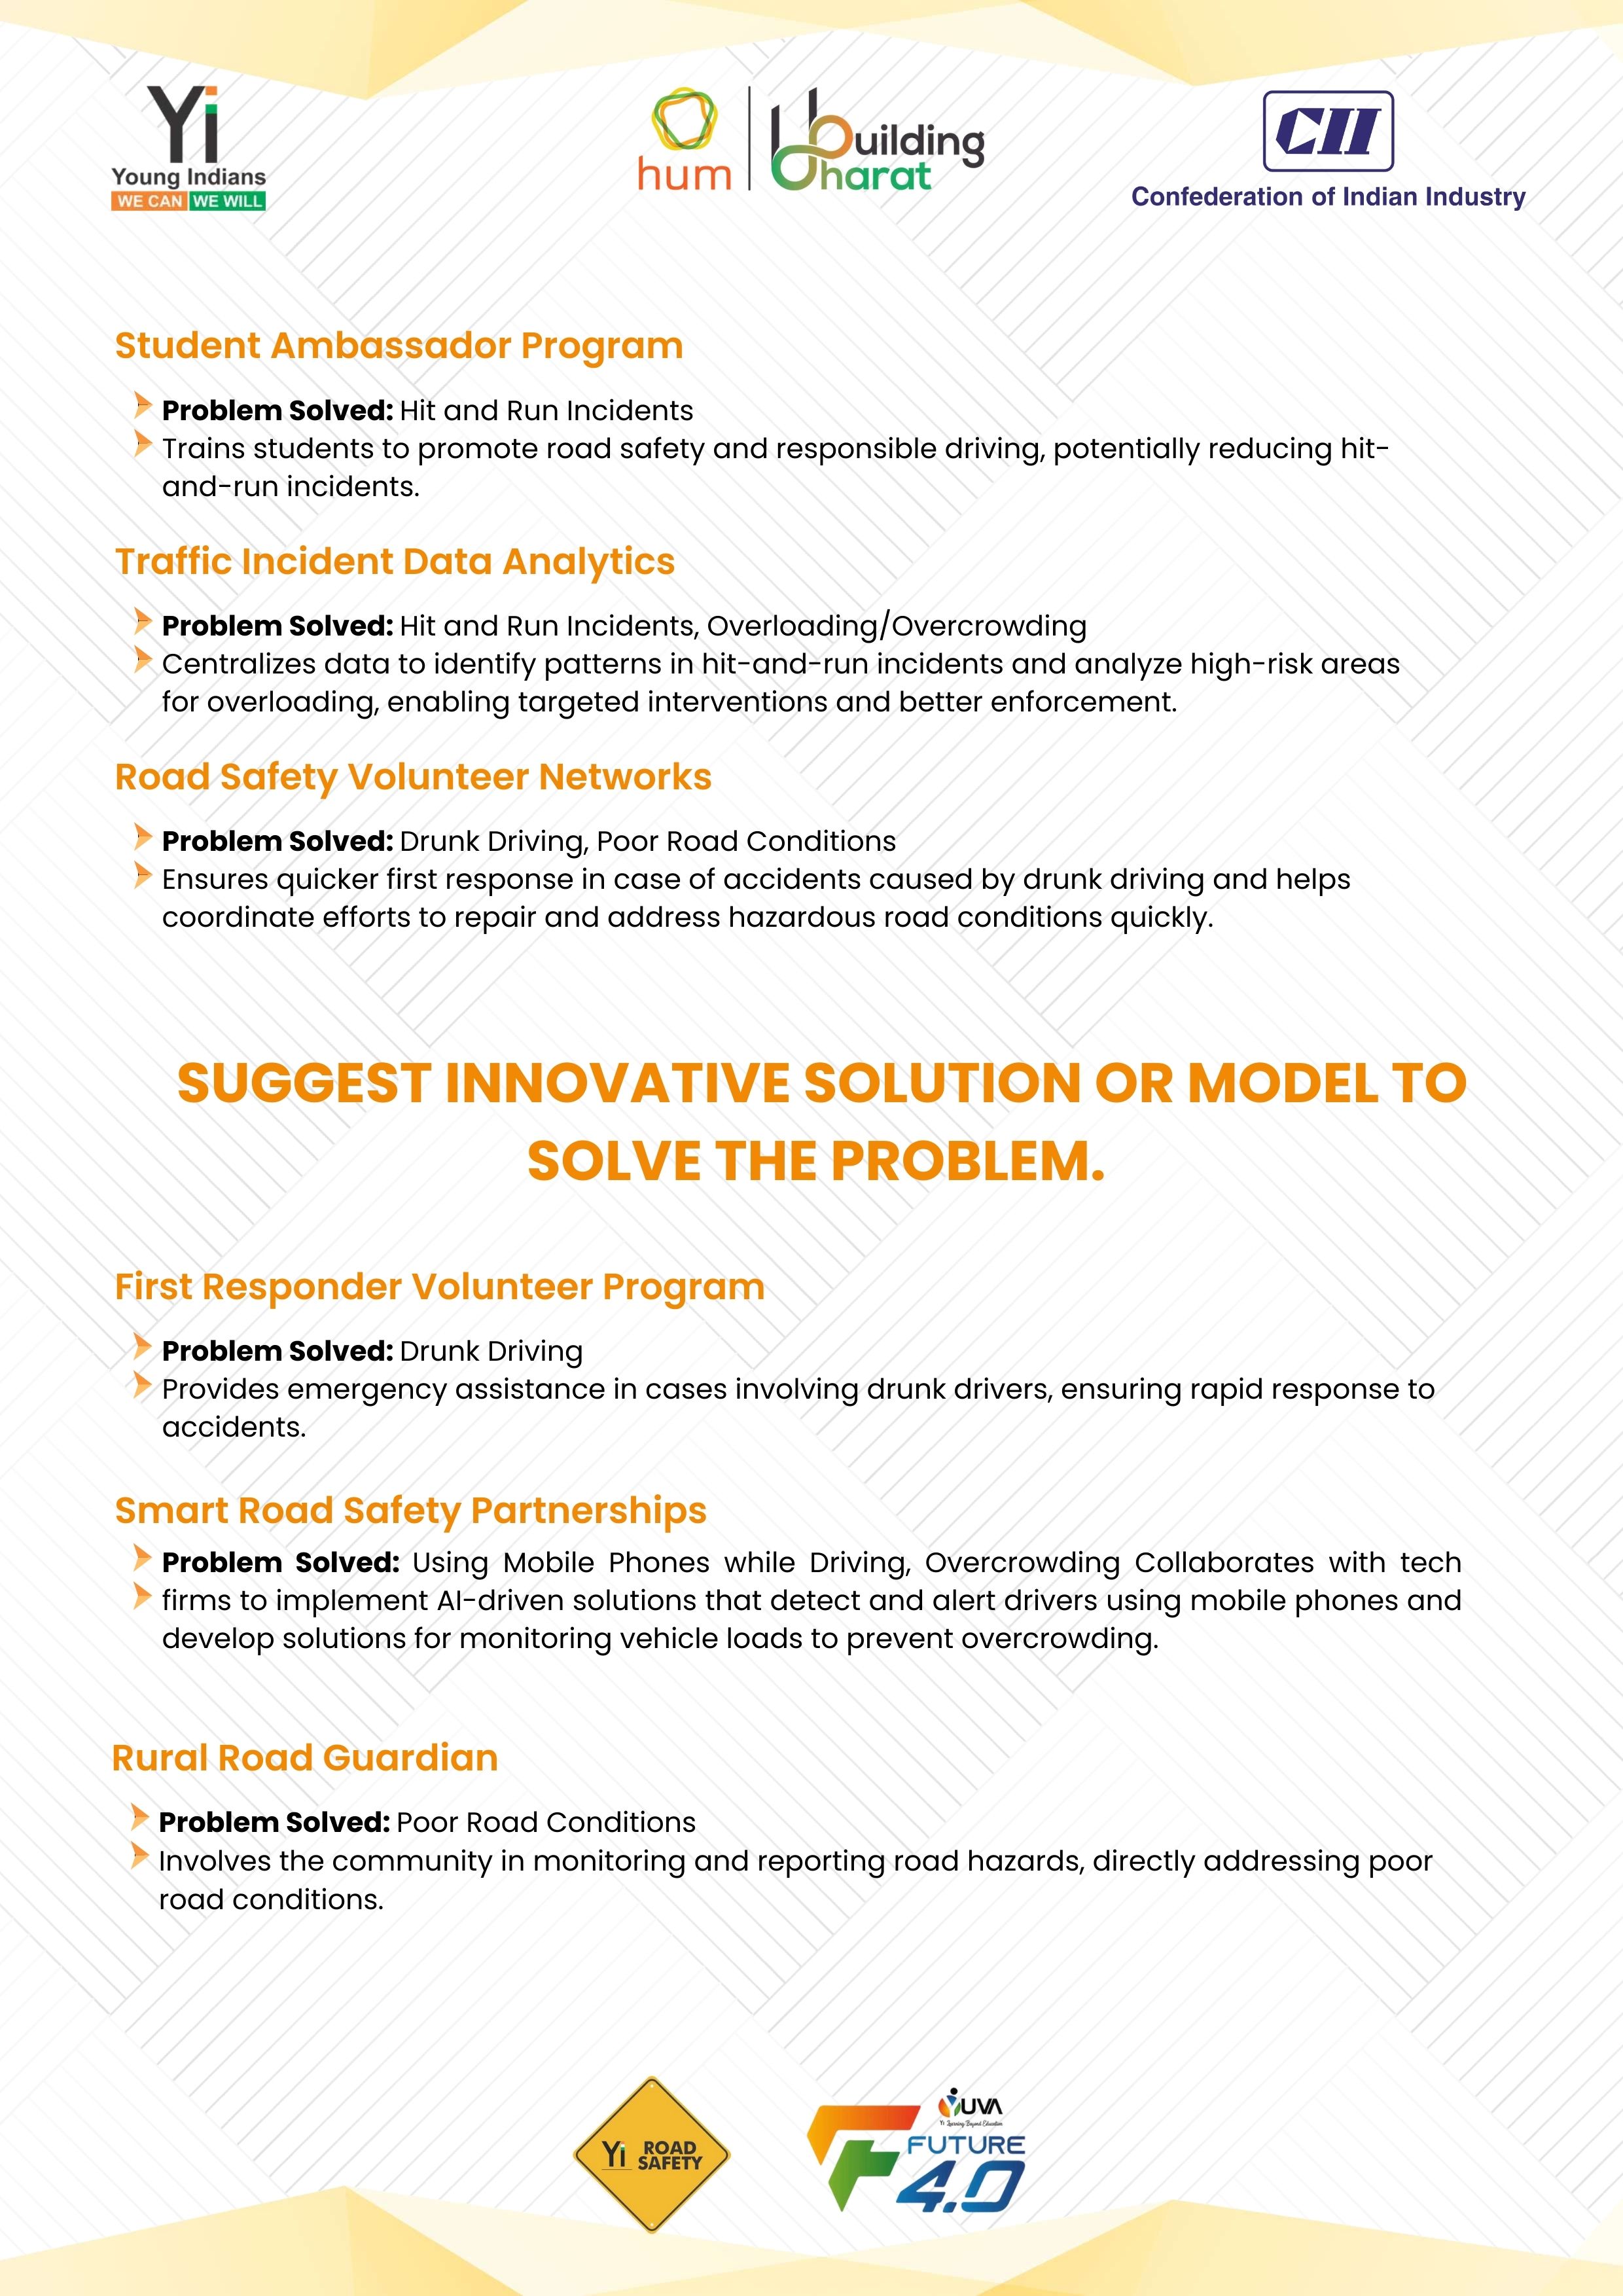 Yi
Young Indians
WE CAN WE WILL
hum
Building
Bharat
CII
Confederation of Indian Industry
Student Ambassador Program
Problem Solved: Hit and Run Incidents
Trains students to promote road safety and responsible driving, potentially reducing hit-
and-run incidents.
Traffic Incident Data Analytics
Problem Solved: Hit and Run Incidents, Overloading/Overcrowding
Centralizes data to identify patterns in hit-and-run incidents and analyze high-risk areas
for overloading, enabling targeted interventions and better enforcement.
Road Safety Volunteer Networks
Problem Solved: Drunk Driving, Poor Road Conditions
Ensures quicker first response in case of accidents caused by drunk driving and helps
coordinate efforts to repair and address hazardous road conditions quickly.
SUGGEST INNOVATIVE SOLUTION OR MODEL TO
SOLVE THE PROBLEM.
First Responder Volunteer Program
Problem Solved: Drunk Driving
Provides emergency assistance in cases involving drunk drivers, ensuring rapid response to
accidents.
Smart Road Safety Partnerships
Problem Solved: Using Mobile Phones while Driving, Overcrowding Collaborates with tech
firms to implement AI-driven solutions that detect and alert drivers using mobile phones and
develop solutions for monitoring vehicle loads to prevent overcrowding.
Rural Road Guardian
Problem Solved: Poor Road Conditions
Involves the community in monitoring and reporting road hazards, directly addressing poor
road conditions.
Yi ROAD
SAFETY
YUVA
Yi Learning Beyond Education
FUTURE
4.0